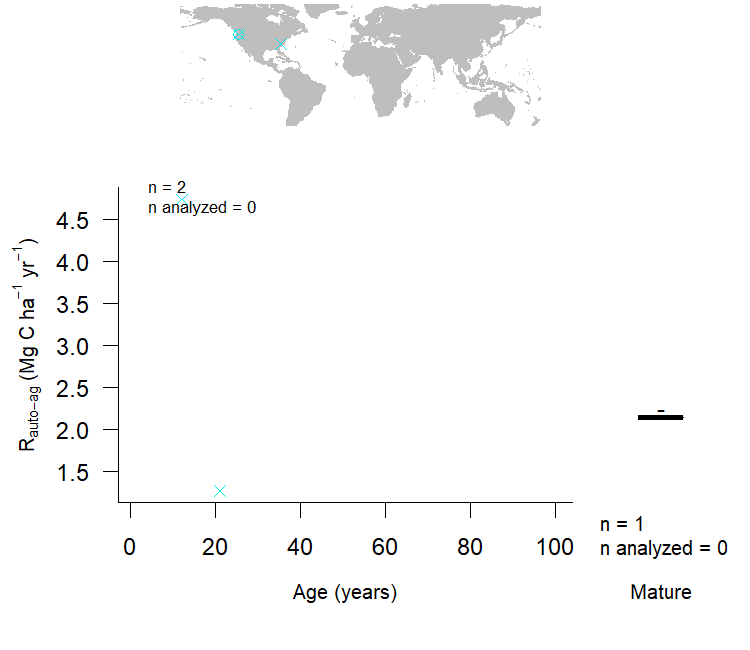 n = 2
n analyzed = 0
4.5
4.0
3.5
3.0
2.5
2.0
1.5
R_auto−ag (Mg C ha⁻¹ yr⁻¹)
0 20 40 60 80 100
Age (years)
n = 1
n analyzed = 0
Mature